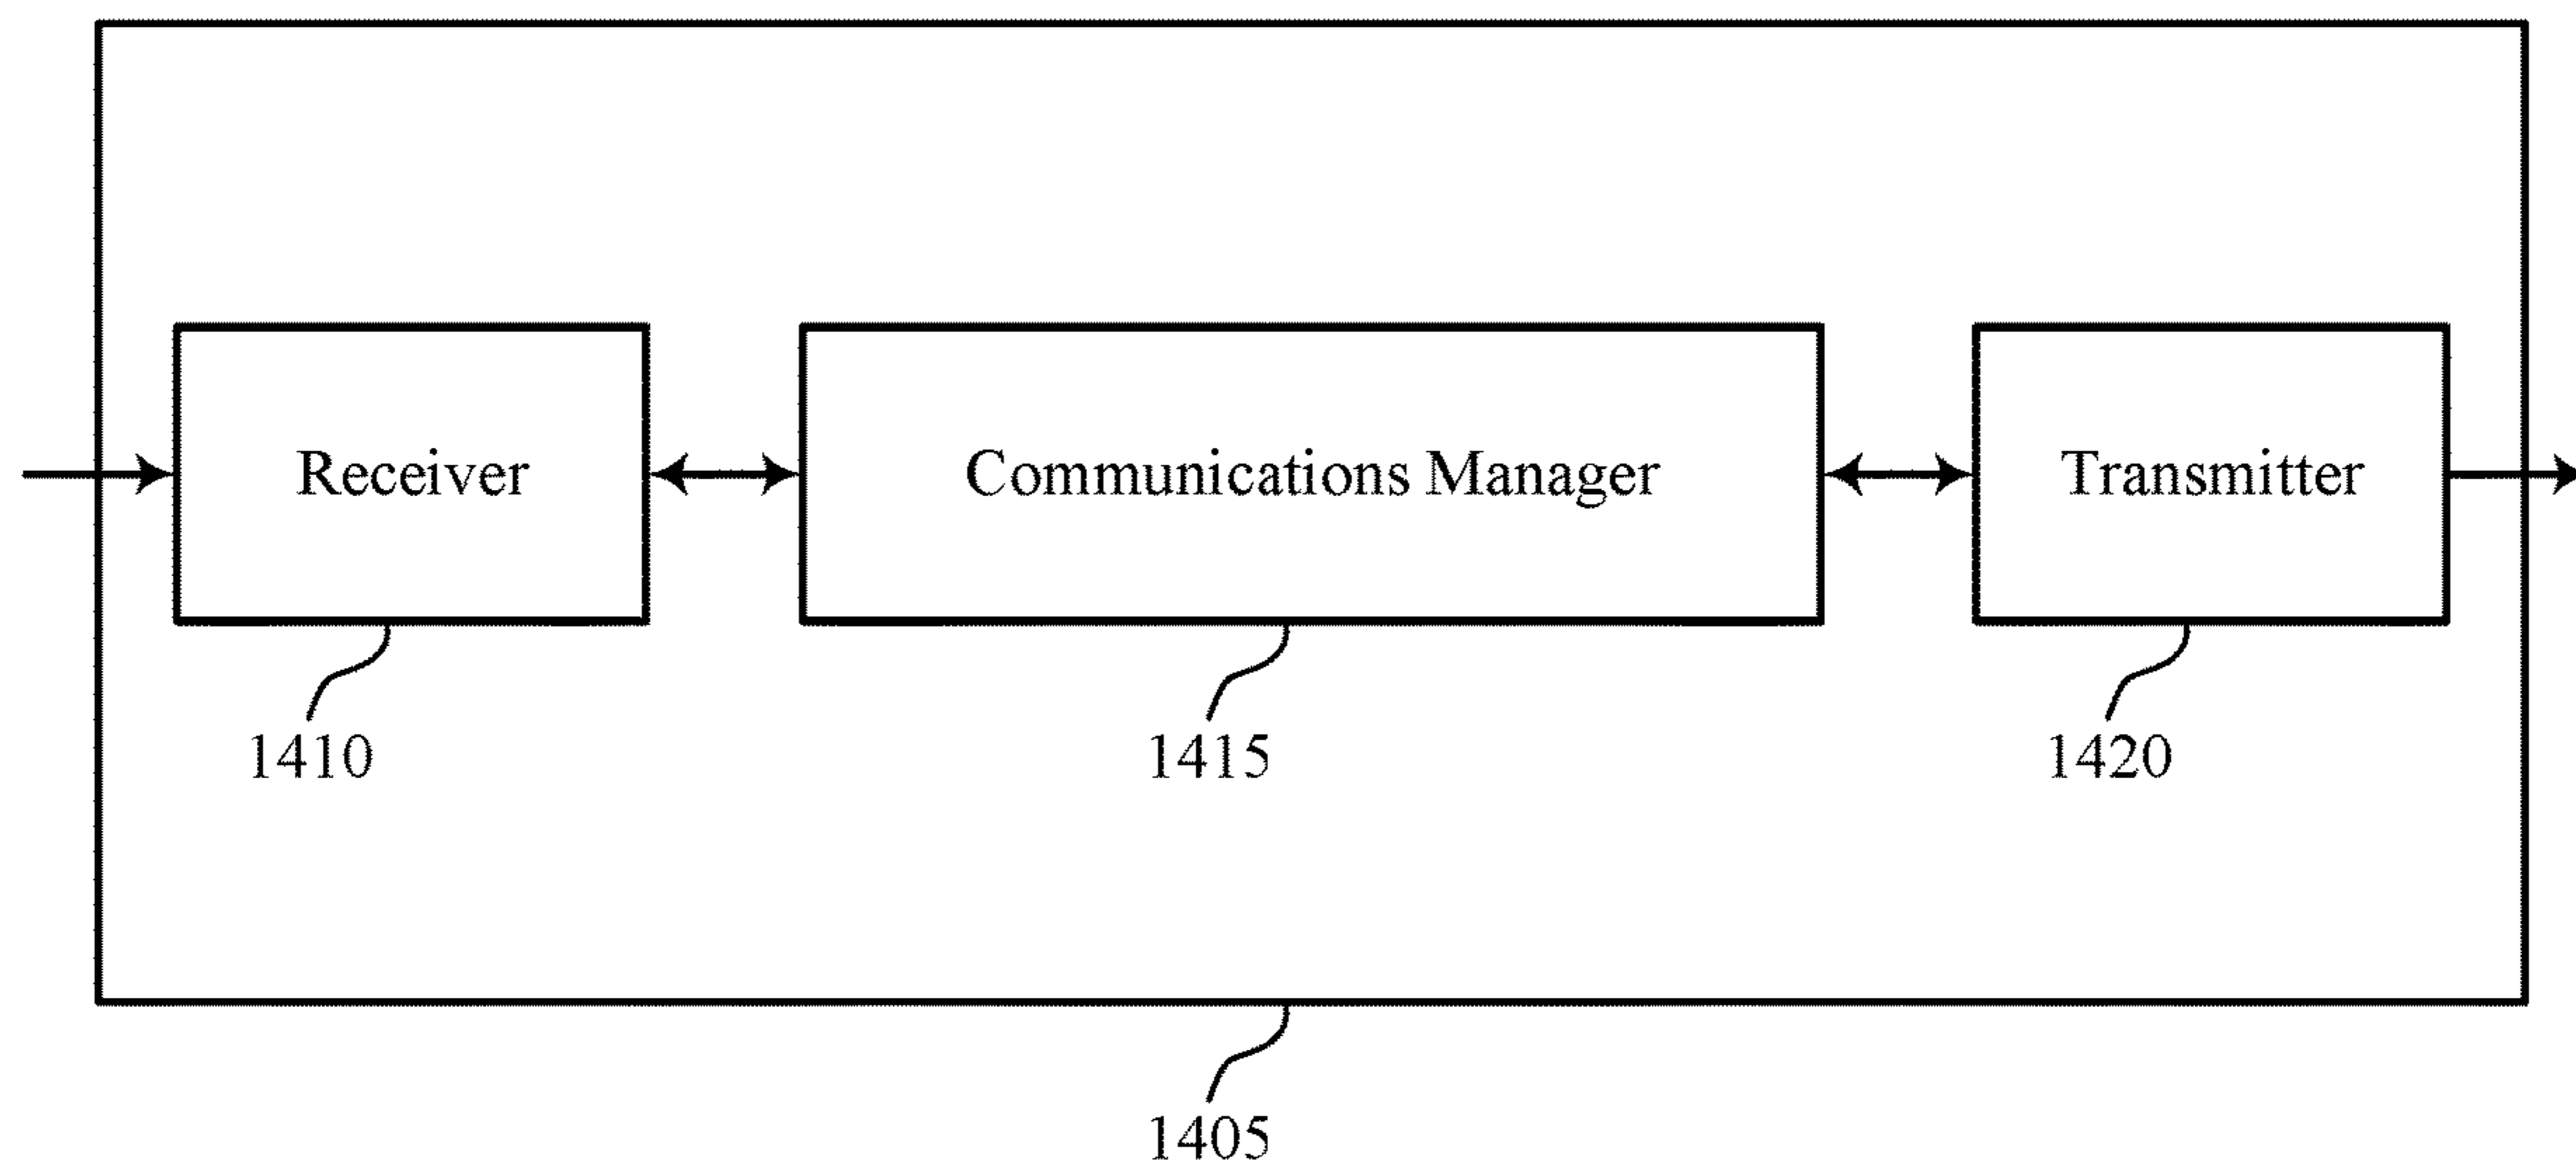 Receiver
Communications Manager
Transmitter
1410
1415
1420
1405